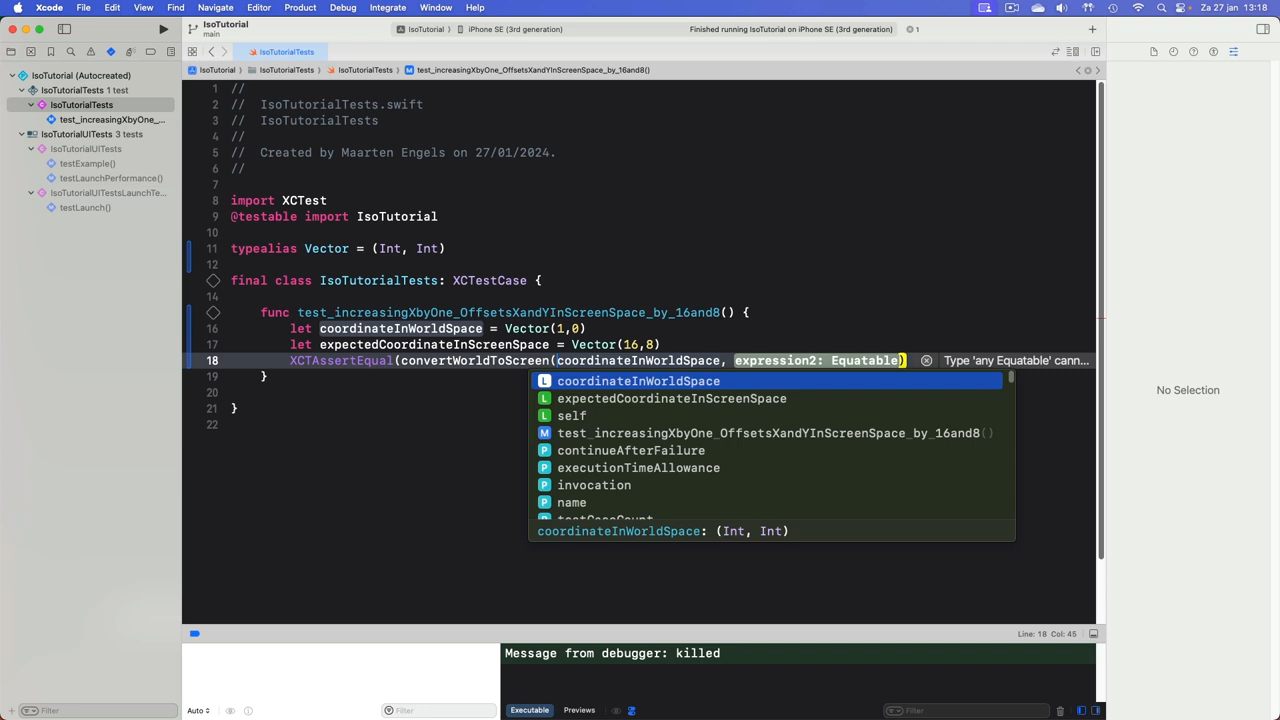 Xcode File Edit View Find Navigate Editor Product Debug Integrate Window Help
Za 27 jan 13:18
IsoTutorial
main
IsoTutorial
iPhone SE (3rd generation)
Finished running IsoTutorial on iPhone SE (3rd generation)
1
IsoTutorialTests
IsoTutorial
IsoTutorialTests
IsoTutorialTests
test_increasingXbyOne_OffsetsXandYInScreenSpace_by_16and8()
IsoTutorial (Autocreated)
IsoTutorialTests 1 test
IsoTutorialTests
test_increasingXbyOne_...
IsoTutorialUITests 3 tests
IsoTutorialUITests
testExample()
testLaunchPerformance()
IsoTutorialUITestsLaunchTe...
testLaunch()
1 //
2 // IsoTutorialTests.swift
3 // IsoTutorialTests
4 //
5 // Created by Maarten Engels on 27/01/2024.
6 //
7
8 import XCTest
9 @testable import IsoTutorial
10
11 typealias Vector = (Int, Int)
12
final class IsoTutorialTests: XCTestCase {
14
func test_increasingXbyOne_OffsetsXandYInScreenSpace_by_16and8() {
16 let coordinateInWorldSpace = Vector(1,0)
17 let expectedCoordinateInScreenSpace = Vector(16,8)
18 XCTAssertEqual(convertWorldToScreen(coordinateInWorldSpace, expression2: Equatable)
Type 'any Equatable' cann...
19 }
20
21 }
22
L coordinateInWorldSpace
L expectedCoordinateInScreenSpace
L self
M test_increasingXbyOne_OffsetsXandYInScreenSpace_by_16and8()
P continueAfterFailure
P executionTimeAllowance
P invocation
P name
P testCaseCount
coordinateInWorldSpace: (Int, Int)
No Selection
Line: 18 Col: 45
Message from debugger: killed
Filter
Auto
Filter
Executable
Previews
Filter